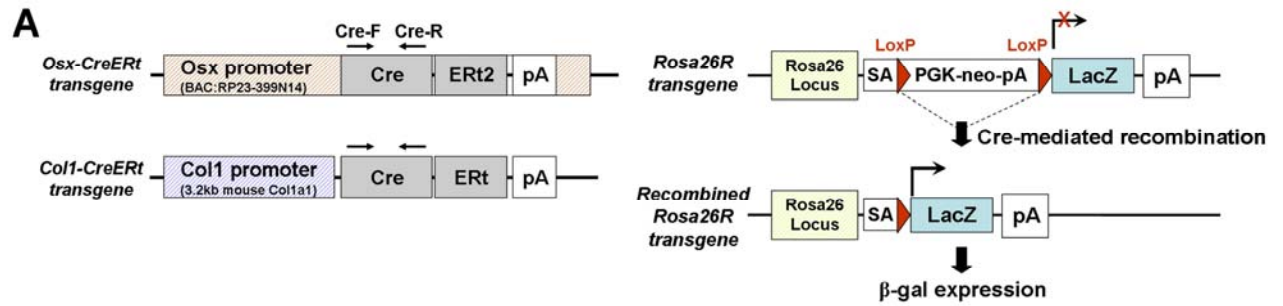 A
Cre-F Cre-R
Osx-CreERt
transgene
Osx promoter
(BAC:RP23-399N14)
Cre
ERt2
pA
Col1-CreERt
transgene
Col1 promoter
(3.2kb mouse Col1a1)
Cre
ERt
pA
Rosa26R
transgene
Rosa26
Locus
SA
LoxP
PGK-neo-pA
LoxP
X
LacZ
pA
Cre-mediated recombination
Recombined
Rosa26R
transgene
Rosa26
Locus
SA
LacZ
pA
β-gal expression